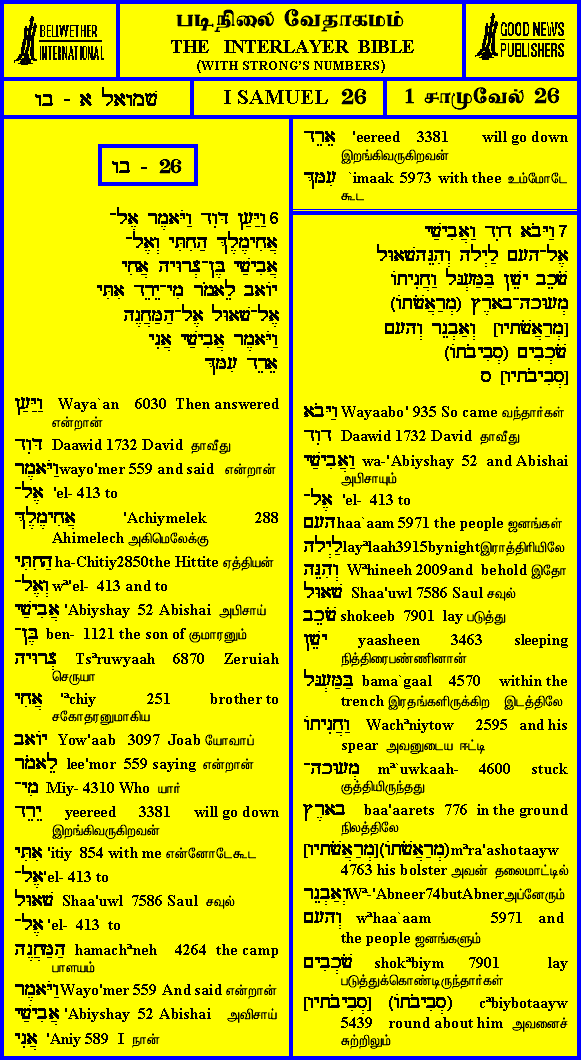 BELLWETHER
INTERNATIONAL
படிநிலை வேதாகமம்
THE INTERLAYER BIBLE
(WITH STRONG'S NUMBERS)
GOOD NEWS
PUBLISHERS
שמואל א - בו
I SAMUEL 26
1 சாமுவேல் 26
בו - 26
6 וַיַּעַן דָּוִד וַיֹּאמֶר אֶל־
אֲחִימֶלֶךְ הַחִתִּי וְאֶל־
אֲבִישַׁי בֶּן־צְרוּיָה אֲחִי
יוֹאָב לֵאמֹר מִי־יֵרֵד אִתִּי
אֶל־שָׁאוּל אֶל־הַמַּחֲנֶה
וַיֹּאמֶר אֲבִישַׁי אֲנִי
אֵרֵד עִמָּךְ
וַיַּעַן Waya`an 6030 Then answered
என்றான்
דָּוִד Daawid 1732 David தாவீது
וַיֹּאמֶר wayo'mer 559 and said என்றான்
אֶל־ 'el- 413 to
אֲחִימֶלֶךְ 'Achiymelek 288
Ahimelech அகிமெலேக்கு
הַחִתִּי ha-Chitiy2850the Hittite ஏத்தியன்
וְאֶל־ wª'el- 413 and to
אֲבִישַׁי 'Abiyshay 52 Abishai அபிசாய்
בֶּן־ ben- 1121 the son of குமாரனும்
צְרוּיָה Tsªruwyaah 6870 Zeruiah
செருயா
אֲחִי 'ªchiy 251 brother to
சகோதரனுமாகிய
יוֹאָב Yow'aab 3097 Joab யோவாப்
לֵאמֹר lee'mor 559 saying என்றான்
מִי־ Miy- 4310 Who யார்
יֵרֵד yeereed 3381 will go down
இறங்கிவருகிறவன்
אִתִּי 'itiy 854 with me என்னோடேகூட
אֶל־ 'el- 413 to
שָׁאוּל Shaa'uwl 7586 Saul சவுல்
אֶל־ 'el- 413 to
הַמַּחֲנֶה hamachªneh 4264 the camp
பாளயம்
וַיֹּאמֶר Wayo'mer 559 And said என்றான்
אֲבִישַׁי 'Abiyshay 52 Abishai அவிசாய்
אֲנִי 'Aniy 589 I நான்
אֵרֵד 'eereed 3381 will go down
இறங்கிவருகிறவன்
עִמָּךְ `imaak 5973 with thee உம்மோடே
கூட
7 וַיָּבֹא דָוִד וַאֲבִישַׁי
אֶל־הָעָם לַיְלָה וְהִנֵּה שָׁאוּל
שֹׁכֵב יָשֵׁן בַּמַּעְגָּל וַחֲנִיתוֹ
מְעוּכָה־בָאָרֶץ (מְרַאֲשֹׁתוֹ)
[מְרַאֲשֹׁתָיו] וְאַבְנֵר וְהָעָם
שֹׁכְבִים (סְבִיבֹתוֹ)
[סְבִיבֹתָיו] ס
וַיָּבֹא Wayaabo' 935 So came வந்தார்கள்
דָוִד Daawid 1732 David தாவீது
וַאֲבִישַׁי wa-'Abiyshay 52 and Abishai
அபிசாயும்
אֶל־ 'el- 413 to
הָעָם haa`aam 5971 the people ஜனங்கள்
לַיְלָה layªlaah3915bynightஇராத்திரியிலே
וְהִנֵּה Wªhineeh 2009and behold இதோ
שָׁאוּל Shaa'uwl 7586 Saul சவுல்
שֹׁכֵב shokeeb 7901 lay படுத்து
יָשֵׁן yaasheen 3463 sleeping
நித்திரைபண்ணினான்
בַּמַּעְגָּל bama`gaal 4570 within the
trench இரதங்களிருக்கிற இடத்திலே
וַחֲנִיתוֹ Wachªniytow 2595 and his
spear அவனுடைய ஈட்டி
מְעוּכָה־ mª`uwkaah- 4600 stuck
குத்தியிருந்தது
בָאָרֶץ baa'aarets 776 in the ground
நிலத்திலே
[מְרַאֲשֹׁתָיו](מְרַאֲשֹׁתוֹ)mªra'ashotaayw
4763 his bolster அவன் தலைமாட்டில்
וְאַבְנֵר Wª-'Abneer74butAbnerஅப்னேரும்
וְהָעָם wªhaa`aam 5971 and
the people ஜனங்களும்
שֹׁכְבִים shokªbiym 7901 lay
படுத்துக்கொண்டிருந்தார்கள்
[סְבִיבֹתָיו] (סְבִיבֹתוֹ) cªbiybotaayw
5439 round about him அவனைச்
சுற்றிலும்